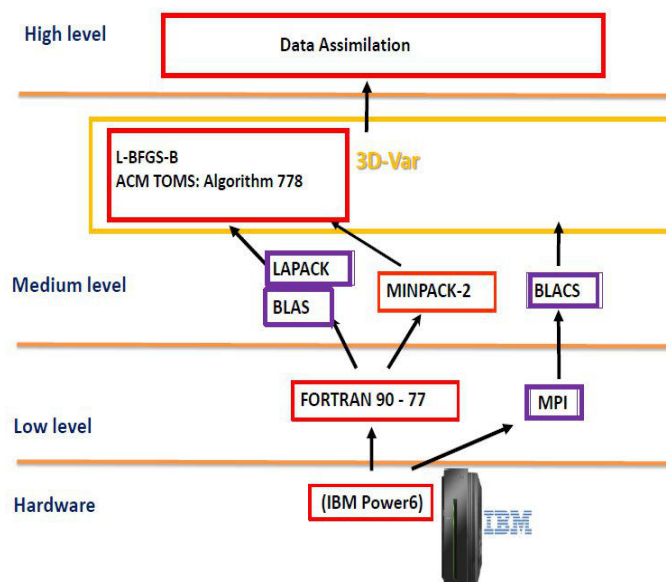 High level
Data Assimilation
L-BFGS-B
ACM TOMS: Algorithm 778
3D-Var
Medium level
LAPACK
BLAS
MINPACK-2
BLACS
Low level
FORTRAN 90 - 77
MPI
Hardware
(IBM Power6)
IBM